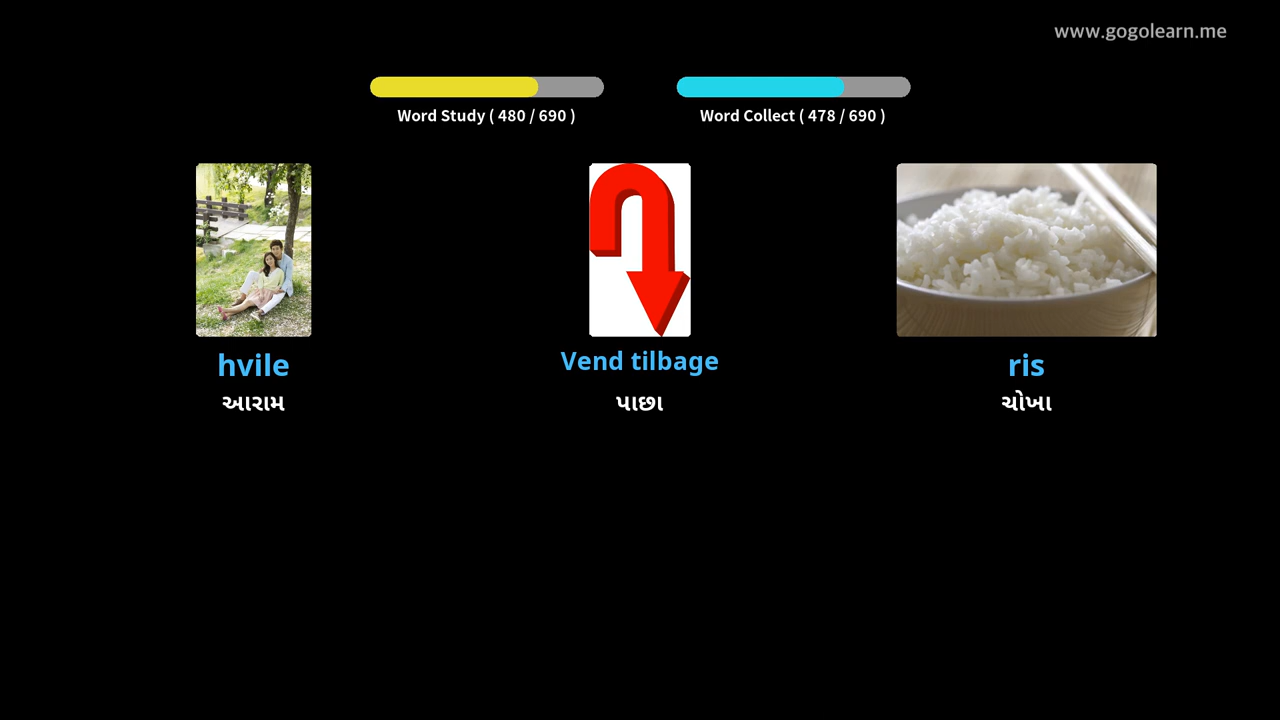 www.gogolearn.me
Word Study ( 480 / 690 )
Word Collect ( 478 / 690 )
hvile
Vend tilbage
ris
આરામ
પાછા
ચોખા